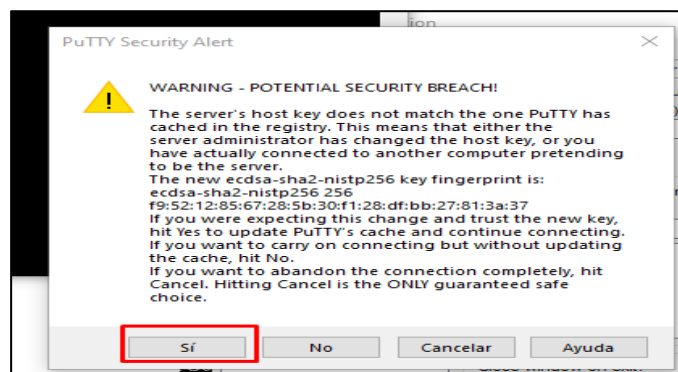 PuTTY Security Alert
WARNING - POTENTIAL SECURITY BREACH!
The server's host key does not match the one PuTTY has
cached in the registry. This means that either the
server administrator has changed the host key, or you
have actually connected to another computer pretending
to be the server.
The new ecdsa-sha2-nistp256 key fingerprint is:
ecdsa-sha2-nistp256 256
f9:52:12:85:67:28:5b:30:f1:28:df:bb:27:81:3a:37
If you were expecting this change and trust the new key,
hit Yes to update PuTTY's cache and continue connecting.
If you want to carry on connecting but without updating
the cache, hit No.
If you want to abandon the connection completely, hit
Cancel. Hitting Cancel is the ONLY guaranteed safe
choice.
Sí No Cancelar Ayuda